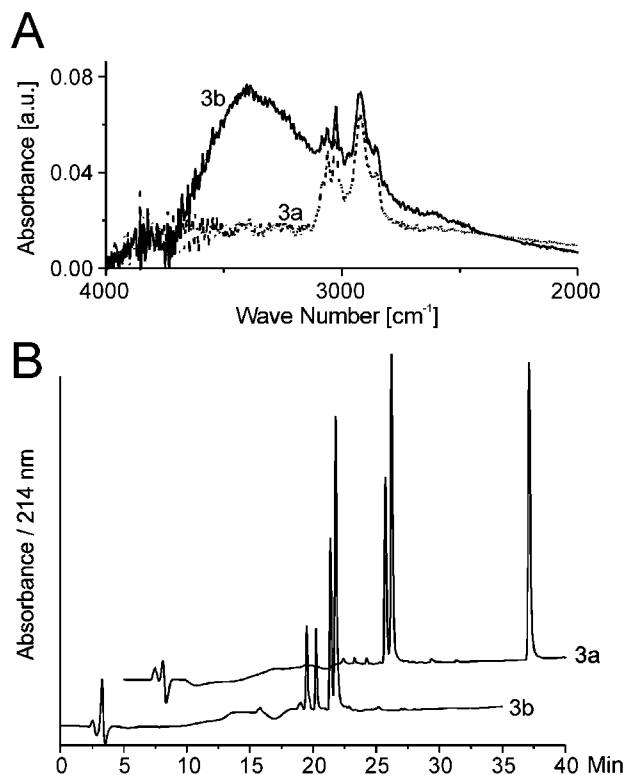 A
Absorbance [a.u.]
0.08
0.04
0.00
3b
3a
4000 3000 2000
Wave Number [cm⁻¹]
B
Absorbance / 214 nm
3a
3b
0 5 10 15 20 25 30 35 40 Min